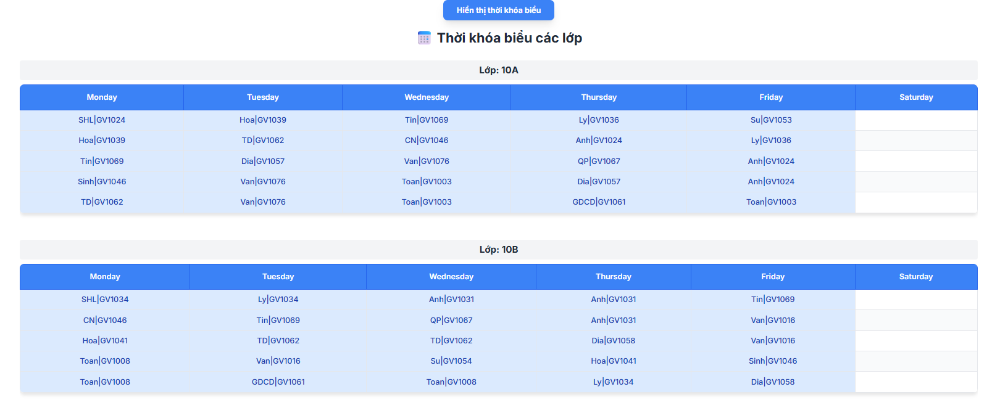 Hiển thị thời khóa biểu
Thời khóa biểu các lớp
Lớp: 10A
Monday Tuesday Wednesday Thursday Friday Saturday
SHL|GV1024 Hoa|GV1039 Tin|GV1069 Ly|GV1036 Su|GV1053
Hoa|GV1039 TD|GV1062 CN|GV1046 Anh|GV1024 Ly|GV1036
Tin|GV1069 Dia|GV1057 Van|GV1076 QP|GV1067 Anh|GV1024
Sinh|GV1046 Van|GV1076 Toan|GV1003 Dia|GV1057 Anh|GV1024
TD|GV1062 Van|GV1076 Toan|GV1003 GDCD|GV1061 Toan|GV1003
Lớp: 10B
Monday Tuesday Wednesday Thursday Friday Saturday
SHL|GV1034 Ly|GV1034 Anh|GV1031 Anh|GV1031 Tin|GV1069
CN|GV1046 Tin|GV1069 QP|GV1067 Anh|GV1031 Van|GV1016
Hoa|GV1041 TD|GV1062 TD|GV1062 Dia|GV1058 Van|GV1016
Toan|GV1008 Van|GV1016 Su|GV1054 Hoa|GV1041 Sinh|GV1046
Toan|GV1008 GDCD|GV1061 Toan|GV1008 Ly|GV1034 Dia|GV1058